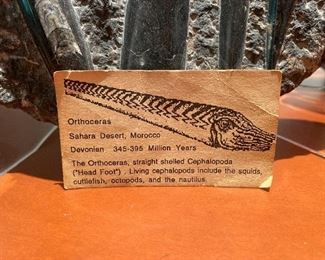 Orthoceras
Sahara Desert, Morocco
Devonian 345-395 Million Years
The Orthoceras, straight shelled Cephalopoda
("Head Foot"). Living cephalopods include the squids,
cuttlefish, octopods, and the nautilus.